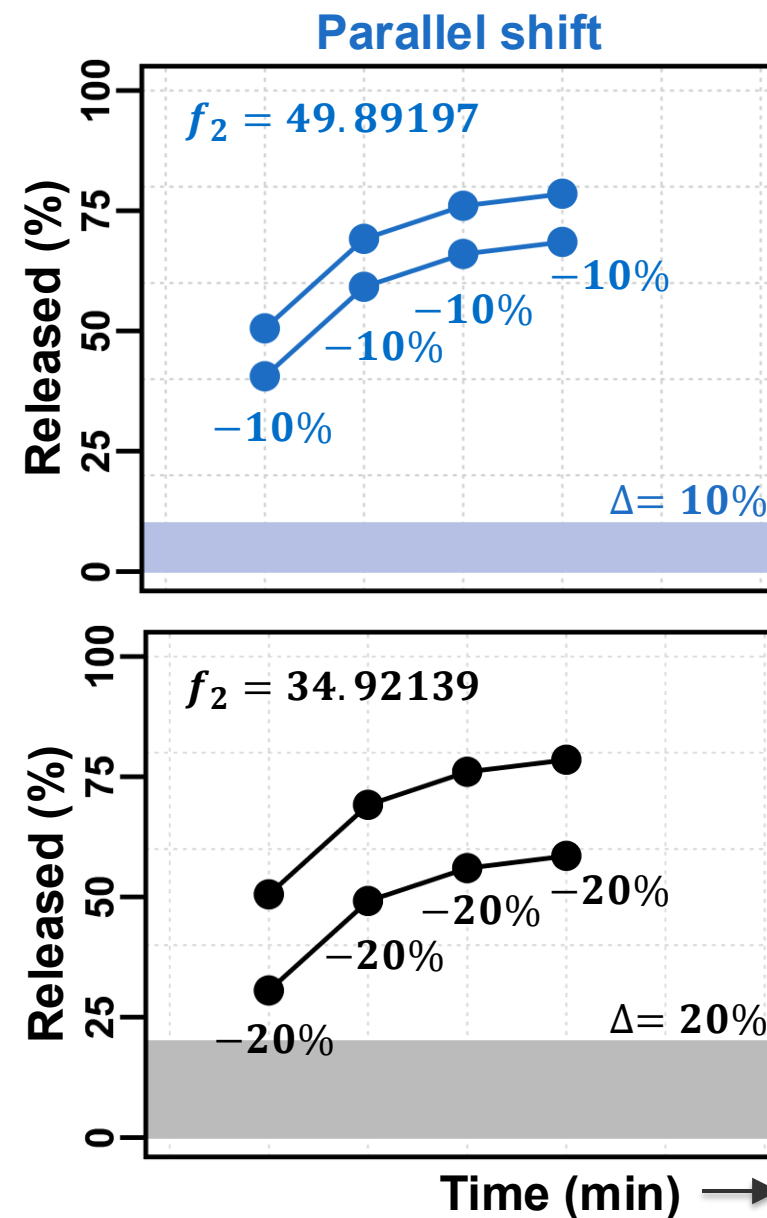 Parallel shift
Released (%)
100
75
50
25
0
f₂ = 49.89197
−10%
−10%
−10%
−10%
Δ= 10%
Released (%)
100
75
50
25
0
f₂ = 34.92139
−20%
−20%
−20%
−20%
Δ= 20%
Time (min)